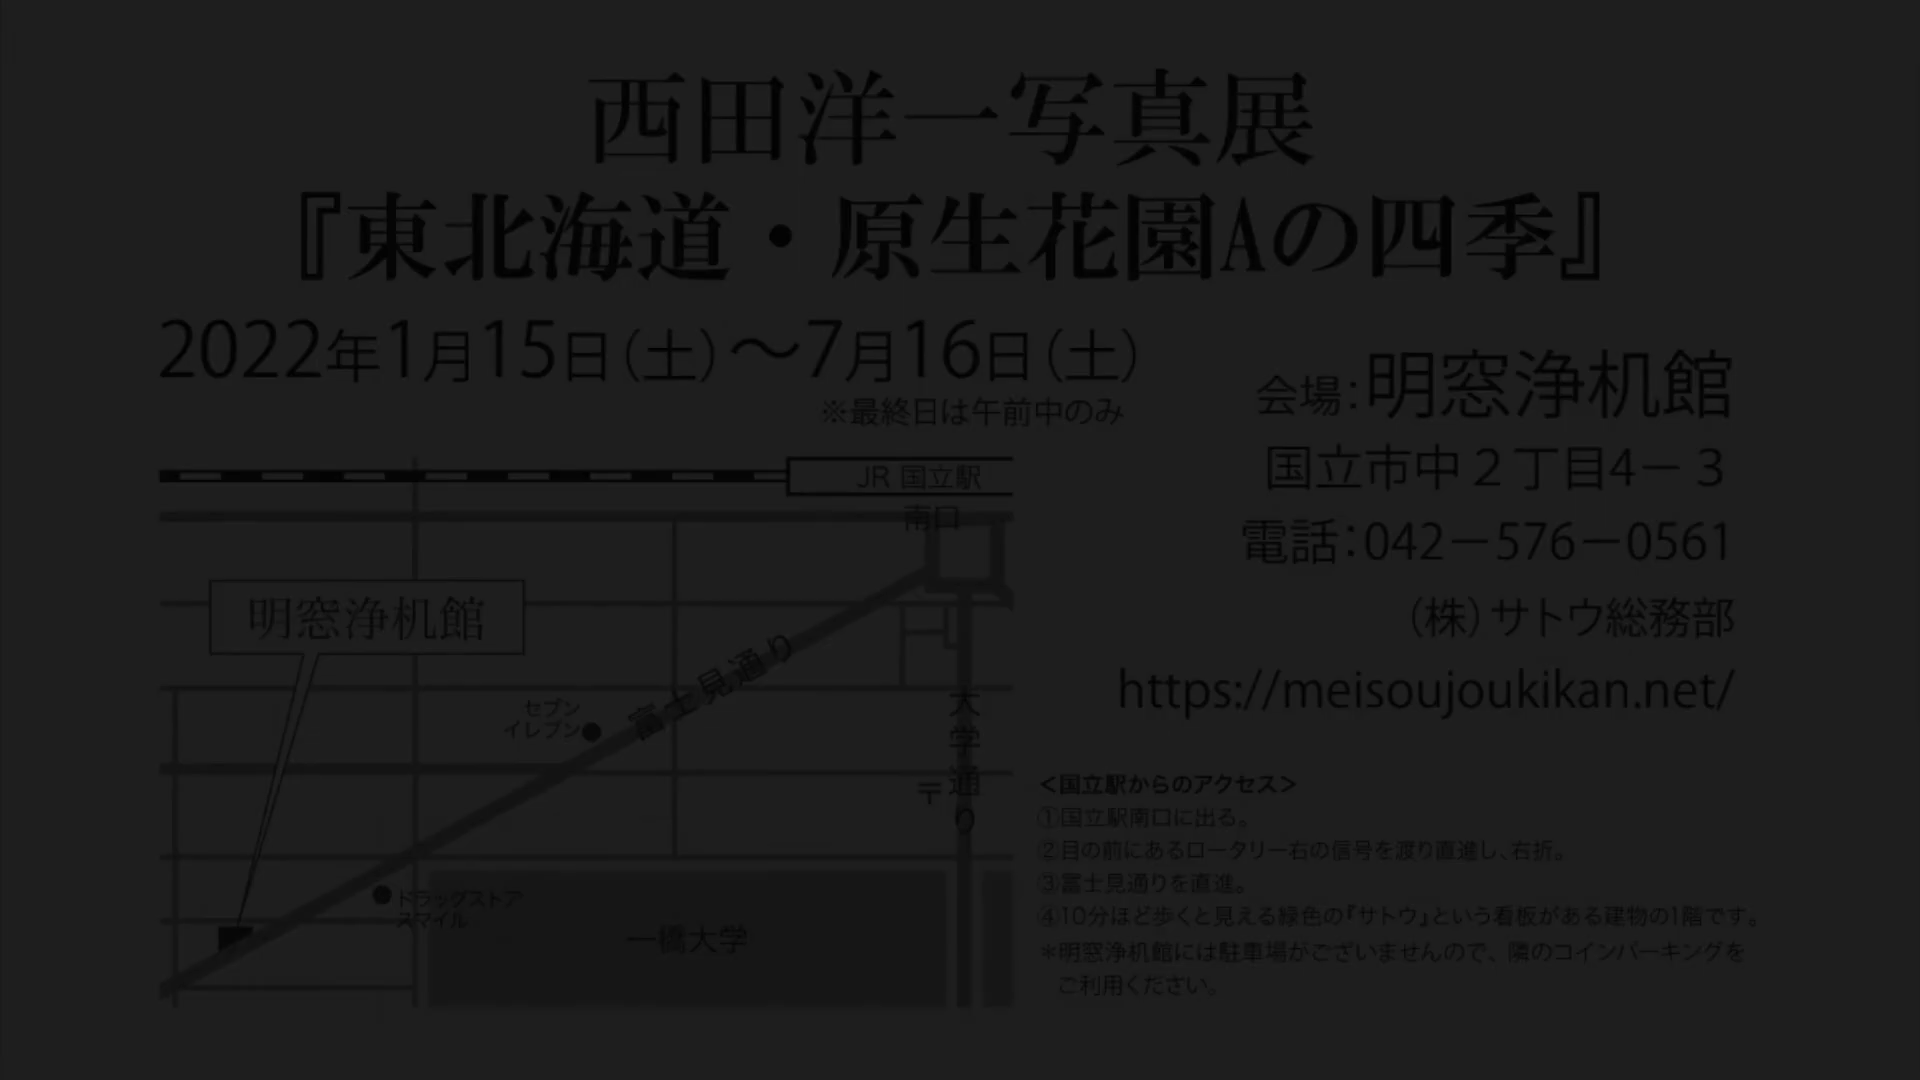 西田洋一写真展
『東北海道・原生花園Aの四季』
2022年1月15日（土）～7月16日（土）
※最終日は午前中のみ
会場：明窓浄机館
国立市中２丁目4－３
電話：042－576－0561
（株）サトウ総務部
https://meisoujoukikan.net/
JR 国立駅
南口
明窓浄机館
富士見通り
セブン
イレブン
大学通り
〒
ドラッグストア
スマイル
一橋大学
＜国立駅からのアクセス＞
①国立駅南口に出る。
②目の前にあるロータリー右の信号を渡り直進し、右折。
③富士見通りを直進。
④10分ほど歩くと見える緑色の『サトウ』という看板がある建物の1階です。
＊明窓浄机館には駐車場がございませんので、隣のコインパーキングを
ご利用ください。